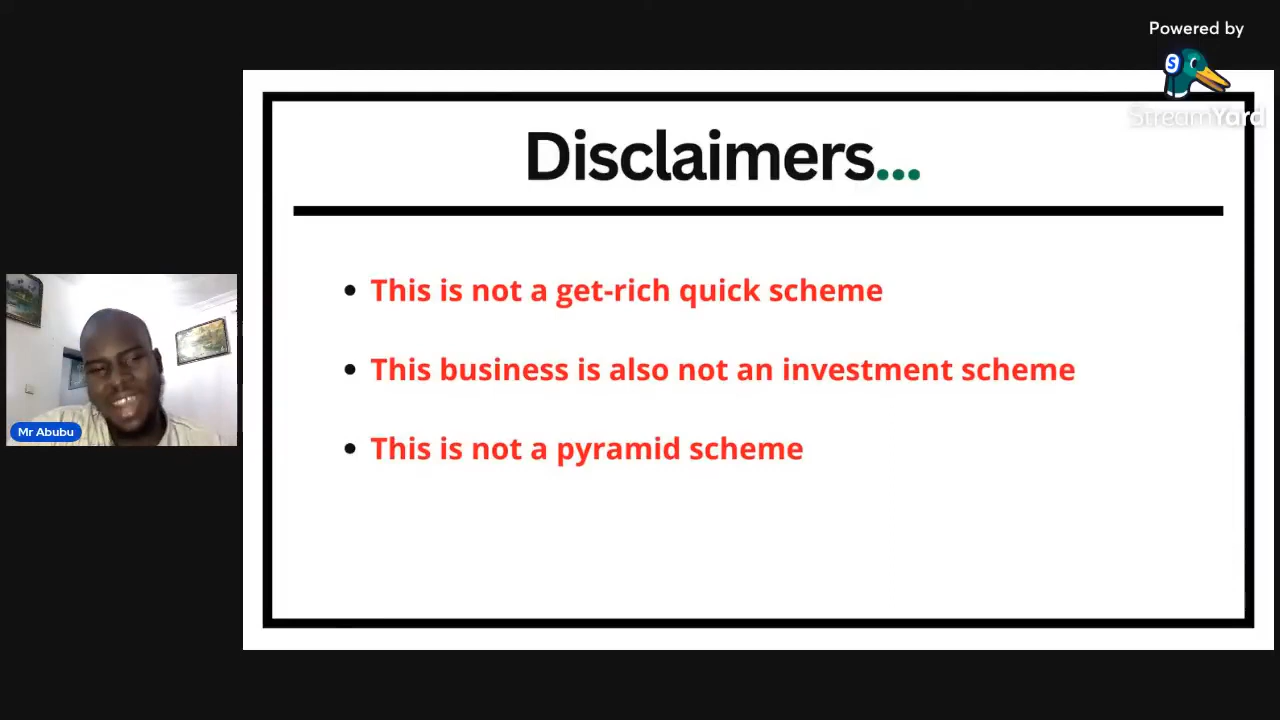 Powered by
S
StreamYard
Disclaimers...
• This is not a get-rich quick scheme
• This business is also not an investment scheme
• This is not a pyramid scheme
Mr Abubu